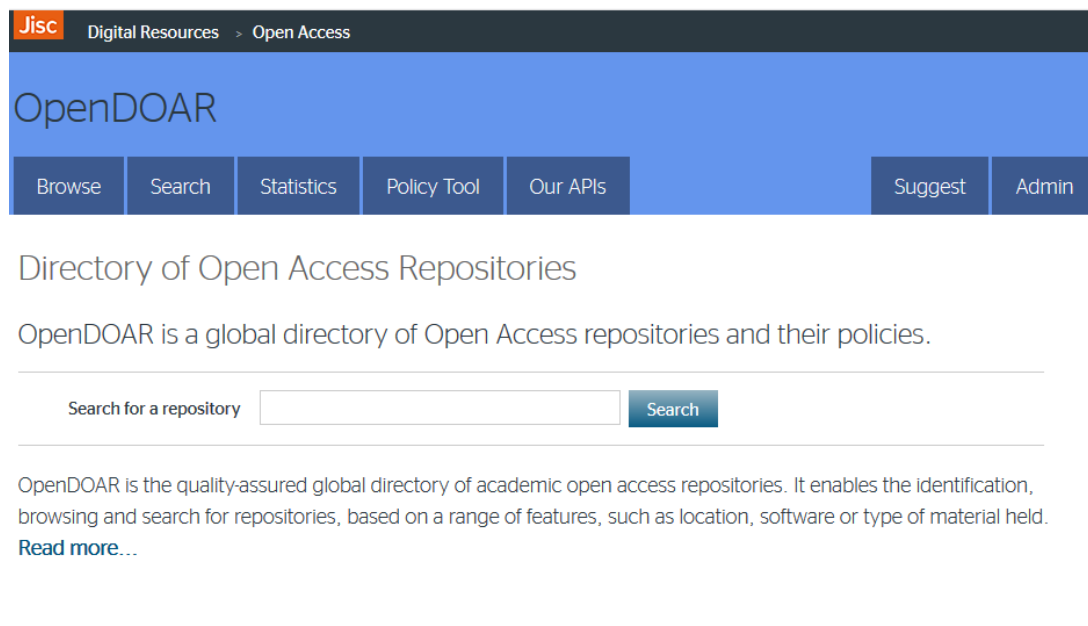 Jisc Digital Resources > Open Access
OpenDOAR
Browse Search Statistics Policy Tool Our APIs Suggest Admin
Directory of Open Access Repositories
OpenDOAR is a global directory of Open Access repositories and their policies.
Search for a repository Search
OpenDOAR is the quality-assured global directory of academic open access repositories. It enables the identification,
browsing and search for repositories, based on a range of features, such as location, software or type of material held.
Read more...